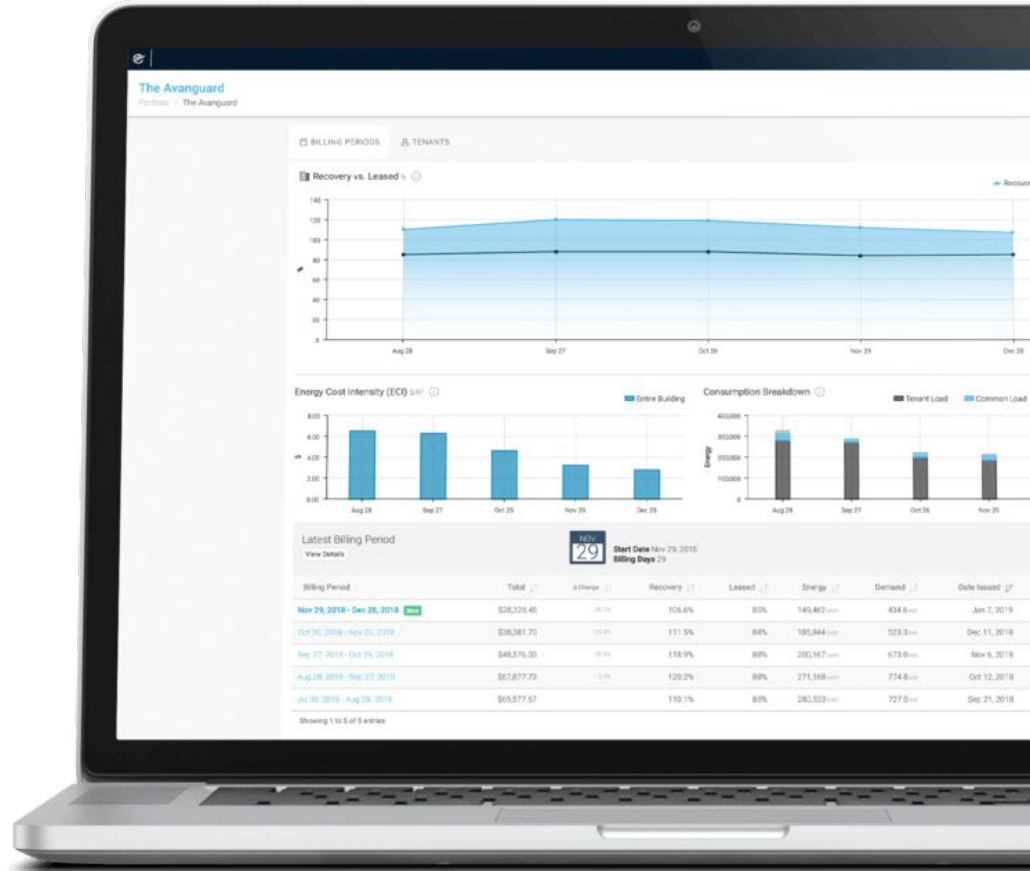 The Avanguard
Portfolio / The Avanguard
BILLING PERIODS TENANTS
Recovery vs. Leased %
Recove
140
120
100
80
60
40
20
0
%
Aug 28 Sep 27 Oct 26 Nov 29 Dec 28
Energy Cost Intensity (ECI)
Entire Building
8.00
6.00
4.00
2.00
0.00
$
Aug 28 Sep 27 Oct 26 Nov 29 Dec 28
Consumption Breakdown
Tenant Load Common Load
400,000
300,000
200,000
100,000
0
Energy
Aug 28 Sep 27 Oct 26 Nov 29
Latest Billing Period
View Details
NOV
29
Start Date Nov 29, 2018
Billing Days 29
Billing Period Total Change Recovery Leased Energy Demand Date Issued
Nov 29, 2018 - Dec 28, 2018 New $28,328.45 106.6% 85% 149,462 434.6 Jan 7, 2019
Oct 26, 2018 - Nov 29, 2018 $38,381.73 111.5% 84% 185,844 523.3 Dec 11, 2018
Sep 27, 2018 - Oct 26, 2018 $48,576.33 118.9% 88% 200,167 673.0 Nov 6, 2018
Aug 28, 2018 - Sep 27, 2018 $67,877.73 120.2% 88% 271,168 774.8 Oct 12, 2018
Jul 30, 2018 - Aug 28, 2018 $65,577.57 110.1% 85% 280,533 727.0 Sep 21, 2018
Showing 1 to 5 of 5 entries